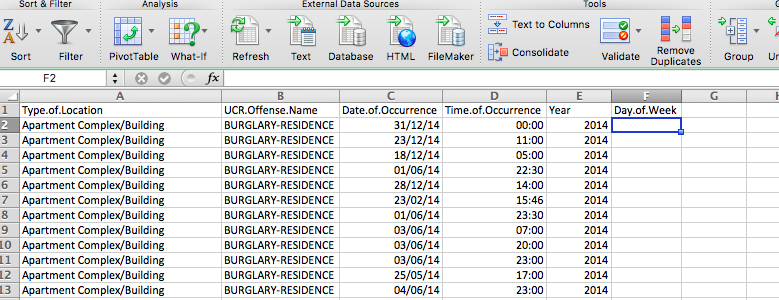 Sort & Filter Analysis External Data Sources Tools
Text to Columns
Consolidate
Sort Filter PivotTable What-If Refresh Text Database HTML FileMaker Validate Remove Duplicates Group
F2 fx
A B C D E F G
1 Type.of.Location UCR.Offense.Name Date.of.Occurrence Time.of.Occurrence Year Day.of.Week
2 Apartment Complex/Building BURGLARY-RESIDENCE 31/12/14 00:00 2014
3 Apartment Complex/Building BURGLARY-RESIDENCE 23/12/14 11:00 2014
4 Apartment Complex/Building BURGLARY-RESIDENCE 18/12/14 05:00 2014
5 Apartment Complex/Building BURGLARY-RESIDENCE 01/06/14 22:30 2014
6 Apartment Complex/Building BURGLARY-RESIDENCE 28/12/14 14:00 2014
7 Apartment Complex/Building BURGLARY-RESIDENCE 23/02/14 15:46 2014
8 Apartment Complex/Building BURGLARY-RESIDENCE 01/06/14 23:30 2014
9 Apartment Complex/Building BURGLARY-RESIDENCE 03/06/14 07:00 2014
10 Apartment Complex/Building BURGLARY-RESIDENCE 03/06/14 20:00 2014
11 Apartment Complex/Building BURGLARY-RESIDENCE 03/06/14 23:00 2014
12 Apartment Complex/Building BURGLARY-RESIDENCE 25/05/14 17:00 2014
13 Apartment Complex/Building BURGLARY-RESIDENCE 04/06/14 23:00 2014